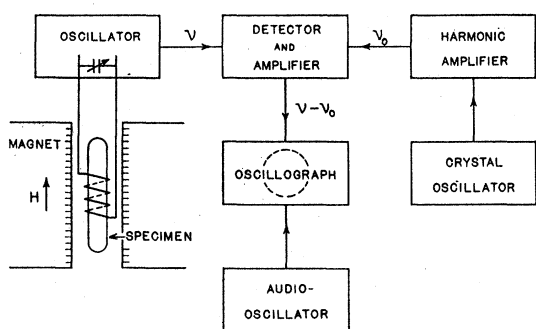 OSCILLATOR
ν
DETECTOR
AND
AMPLIFIER
ν₀
HARMONIC
AMPLIFIER
ν-ν₀
MAGNET
H
OSCILLOGRAPH
CRYSTAL
OSCILLATOR
SPECIMEN
AUDIO-
OSCILLATOR